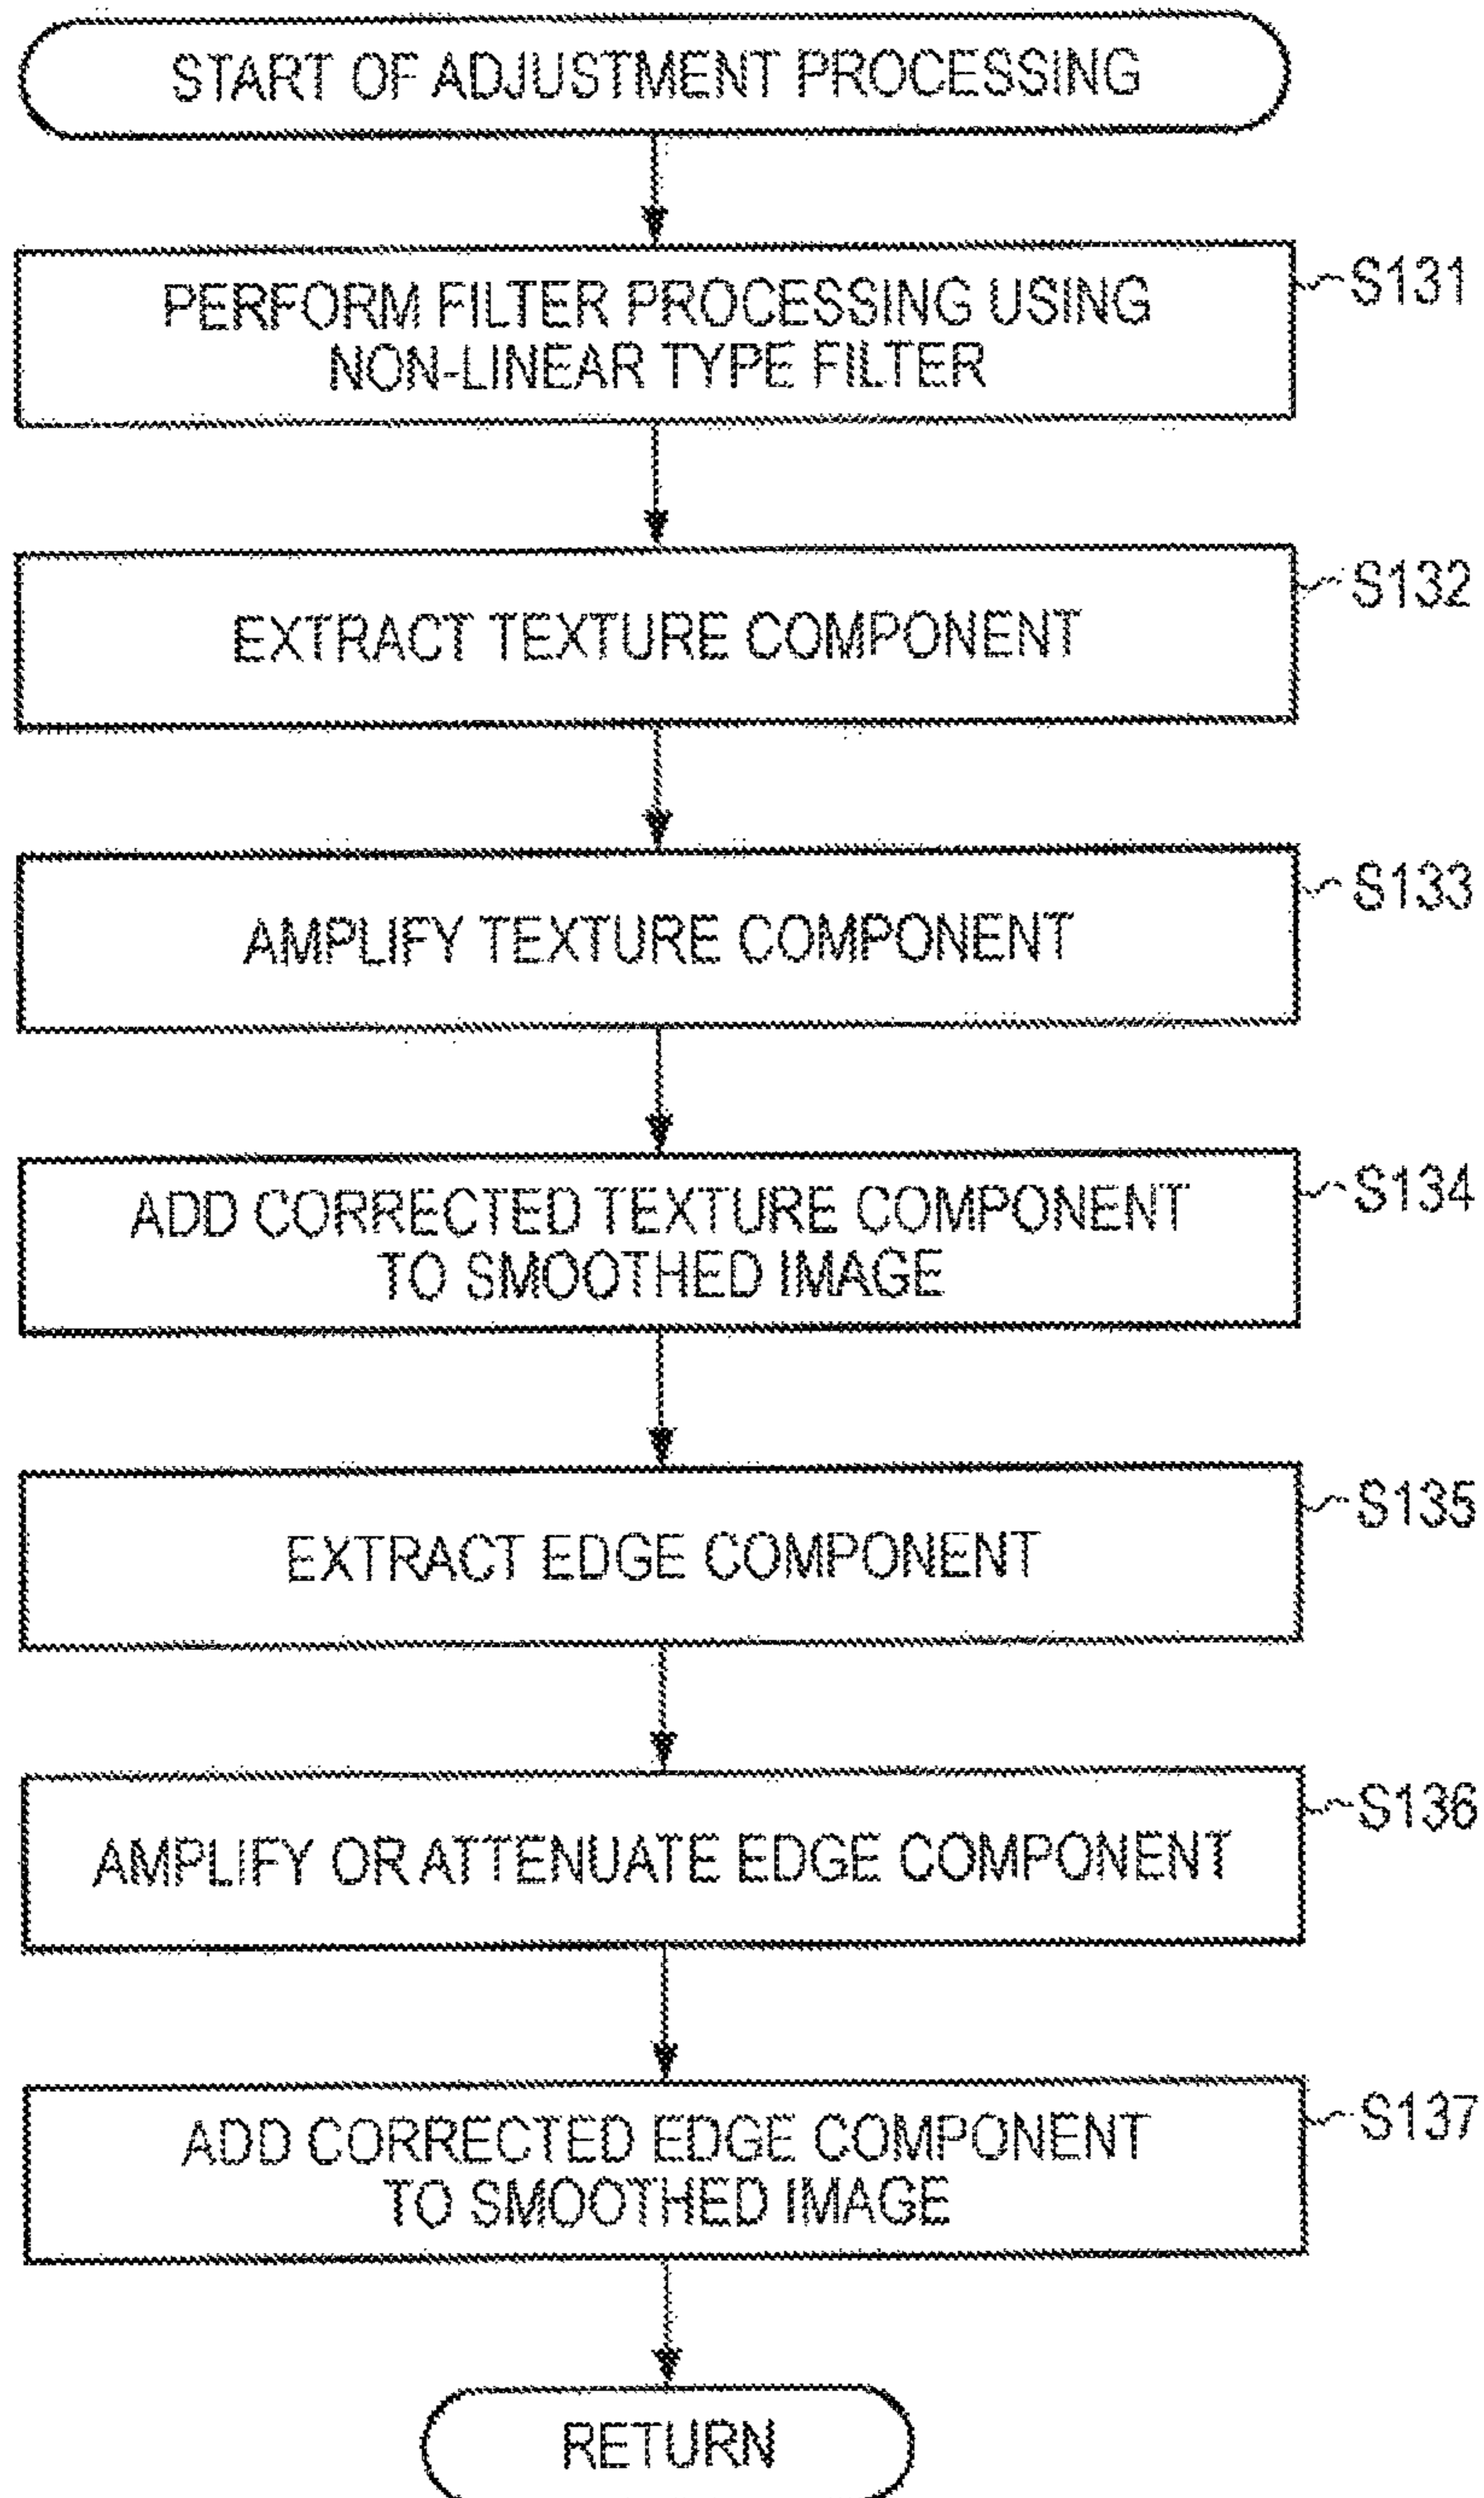 START OF ADJUSTMENT PROCESSING
S131
PERFORM FILTER PROCESSING USING
NON-LINEAR TYPE FILTER
S132
EXTRACT TEXTURE COMPONENT
S133
AMPLIFY TEXTURE COMPONENT
S134
ADD CORRECTED TEXTURE COMPONENT
TO SMOOTHED IMAGE
S135
EXTRACT EDGE COMPONENT
S136
AMPLIFY OR ATTENUATE EDGE COMPONENT
S137
ADD CORRECTED EDGE COMPONENT
TO SMOOTHED IMAGE
RETURN